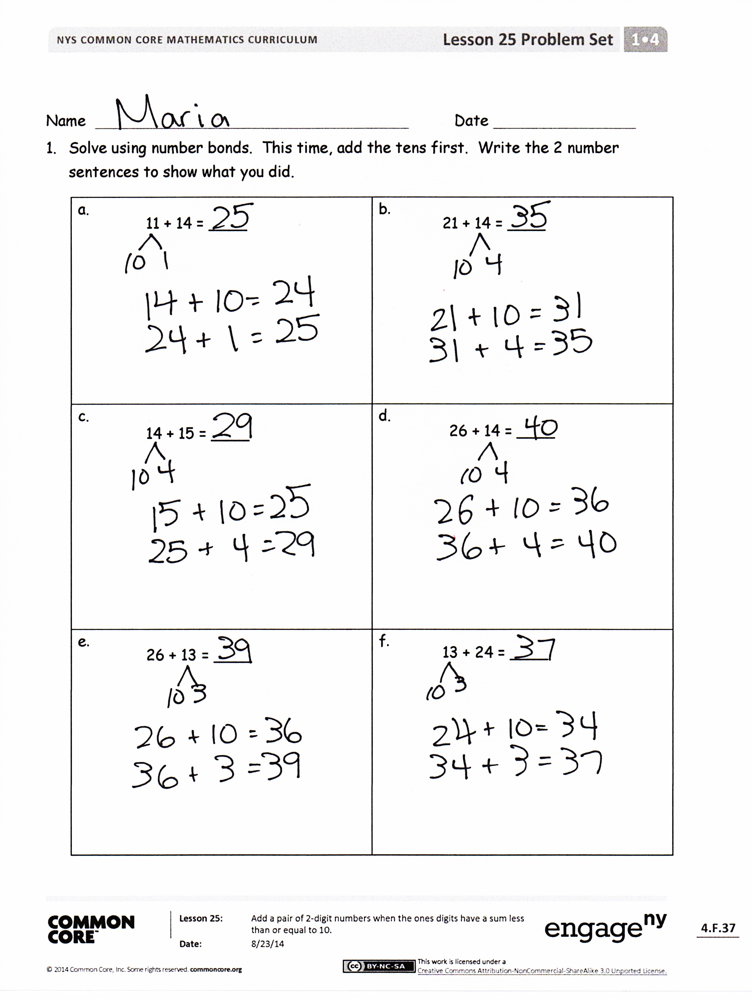 NYS COMMON CORE MATHEMATICS CURRICULUM
Lesson 25 Problem Set
1•4
Name Maria
Date
1. Solve using number bonds. This time, add the tens first. Write the 2 number
sentences to show what you did.
a.
11 + 14 = 25
10 1
14 + 10 = 24
24 + 1 = 25
b.
21 + 14 = 35
10 4
21 + 10 = 31
31 + 4 = 35
c.
14 + 15 = 29
10 4
15 + 10 = 25
25 + 4 = 29
d.
26 + 14 = 40
10 4
26 + 10 = 36
36 + 4 = 40
e.
26 + 13 = 39
10 3
26 + 10 = 36
36 + 3 = 39
f.
13 + 24 = 37
10 3
24 + 10 = 34
34 + 3 = 37
COMMON
CORE™
Lesson 25:
Add a pair of 2-digit numbers when the ones digits have a sum less
than or equal to 10.
Date:
8/23/14
engageny
4.F.37
© 2014 Common Core, Inc. Some rights reserved. commoncore.org
cc BY-NC-SA
This work is licensed under a
Creative Commons Attribution-NonCommercial-ShareAlike 3.0 Unported License.